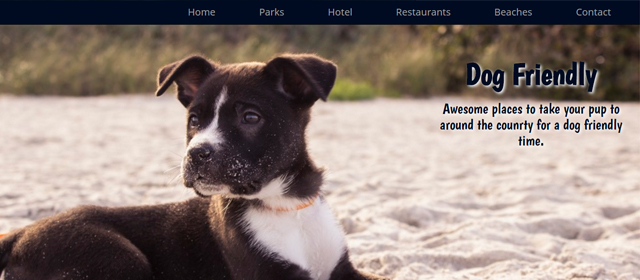 Home Parks Hotel Restaurants Beaches Contact
Dog Friendly
Awesome places to take your pup to
around the counrty for a dog friendly
time.